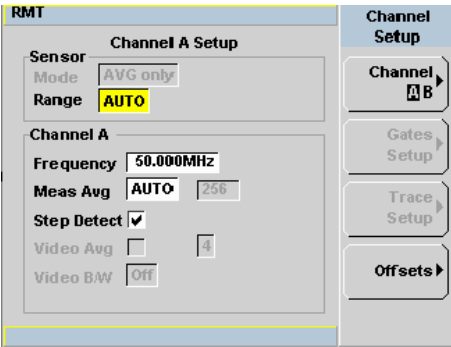 RMT
Channel A Setup
Sensor
Mode AVG only
Range AUTO
Channel A
Frequency 50.000MHz
Meas Avg AUTO 256
Step Detect
Video Avg 4
Video B/W Off
Channel Setup
Channel
A B
Gates
Setup
Trace
Setup
Offsets